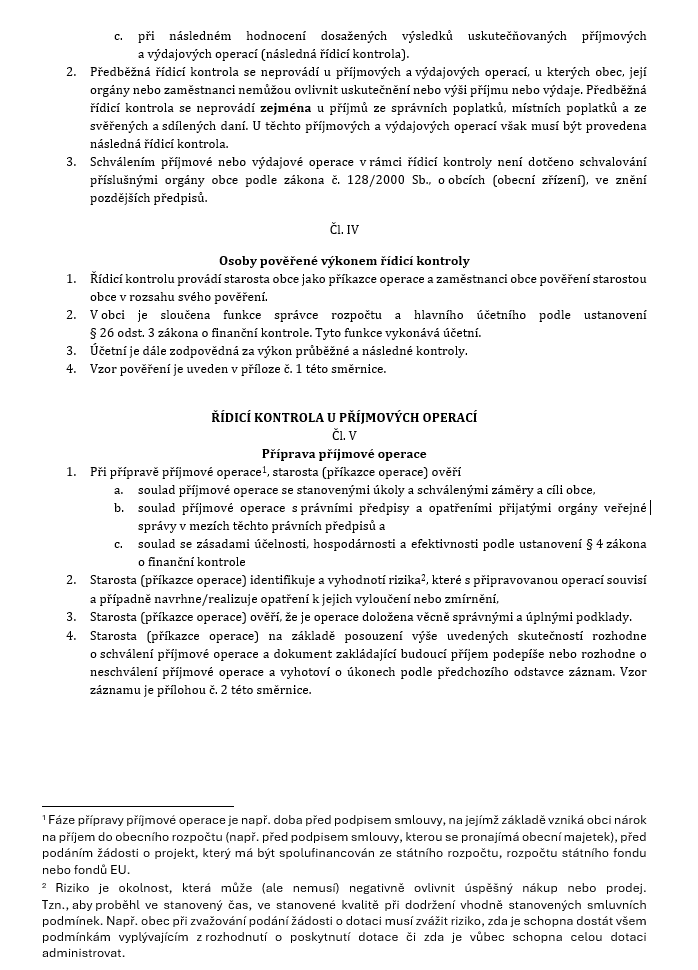 c. při následném hodnocení dosažených výsledků uskutečňovaných příjmových
a výdajových operací (následná řídicí kontrola).
2. Předběžná řídicí kontrola se neprovádí u příjmových a výdajových operací, u kterých obec, její
orgány nebo zaměstnanci nemůžou ovlivnit uskutečnění nebo výši příjmu nebo výdaje. Předběžná
řídicí kontrola se neprovádí zejména u příjmů ze správních poplatků, místních poplatků a ze
svěřených a sdílených daní. U těchto příjmových a výdajových operací však musí být provedena
následná řídicí kontrola.
3. Schválením příjmové nebo výdajové operace v rámci řídicí kontroly není dotčeno schvalování
příslušnými orgány obce podle zákona č. 128/2000 Sb., o obcích (obecní zřízení), ve znění
pozdějších předpisů.
Čl. IV
Osoby pověřené výkonem řídicí kontroly
1. Řídicí kontrolu provádí starosta obce jako příkazce operace a zaměstnanci obce pověření starostou
obce v rozsahu svého pověření.
2. V obci je sloučena funkce správce rozpočtu a hlavního účetního podle ustanovení
§ 26 odst. 3 zákona o finanční kontrole. Tyto funkce vykonává účetní.
3. Účetní je dále zodpovědná za výkon průběžné a následné kontroly.
4. Vzor pověření je uveden v příloze č. 1 této směrnice.
ŘÍDICÍ KONTROLA U PŘÍJMOVÝCH OPERACÍ
Čl. V
Příprava příjmové operace
1. Při přípravě příjmové operace¹, starosta (příkazce operace) ověří
a. soulad příjmové operace se stanovenými úkoly a schválenými záměry a cíli obce,
b. soulad příjmové operace s právními předpisy a opatřeními přijatými orgány veřejné
správy v mezích těchto právních předpisů a
c. soulad se zásadami účelnosti, hospodárnosti a efektivnosti podle ustanovení § 4 zákona
o finanční kontrole
2. Starosta (příkazce operace) identifikuje a vyhodnotí rizika², které s připravovanou operací souvisí
a případně navrhne/realizuje opatření k jejich vyloučení nebo zmírnění,
3. Starosta (příkazce operace) ověří, že je operace doložena věcně správnými a úplnými podklady.
4. Starosta (příkazce operace) na základě posouzení výše uvedených skutečností rozhodne
o schválení příjmové operace a dokument zakládající budoucí příjem podepíše nebo rozhodne o
neschválení příjmové operace a vyhotoví o úkonech podle předchozího odstavce záznam. Vzor
záznamu je přílohou č. 2 této směrnice.
¹ Fáze přípravy příjmové operace je např. doba před podpisem smlouvy, na jejímž základě vzniká obci nárok
na příjem do obecního rozpočtu (např. před podpisem smlouvy, kterou se pronajímá obecní majetek), před
podáním žádosti o projekt, který má být spolufinancován ze státního rozpočtu, rozpočtu státního fondu
nebo fondů EU.
² Riziko je okolnost, která může (ale nemusí) negativně ovlivnit úspěšný nákup nebo prodej.
Tzn., aby proběhl ve stanovený čas, ve stanovené kvalitě při dodržení vhodně stanovených smluvních
podmínek. Např. obec při zvažování podání žádosti o dotaci musí zvážit riziko, zda je schopna dostát všem
podmínkám vyplývajícím z rozhodnutí o poskytnutí dotace či zda je vůbec schopna celou dotaci
administrovat.